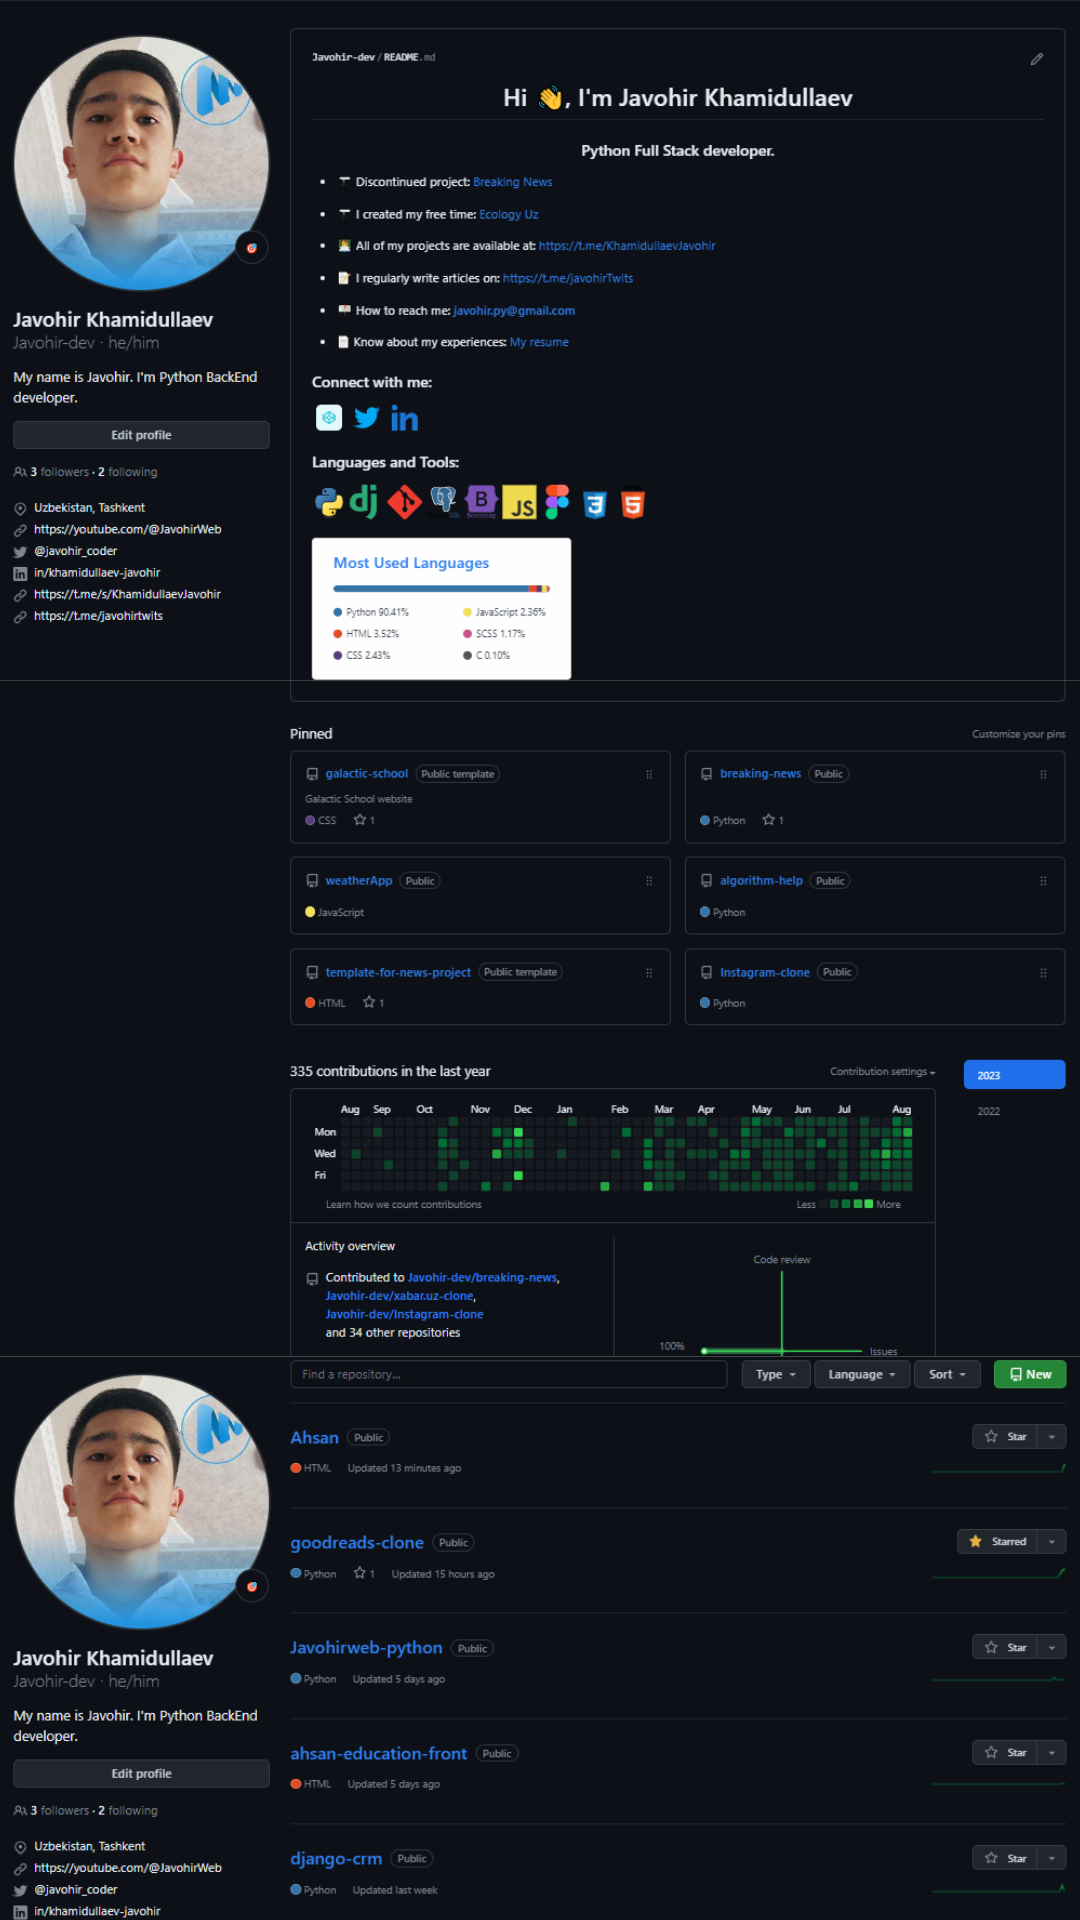 Javohir-dev / README.md
Hi 👋, I'm Javohir Khamidullaev
Python Full Stack developer.
Discontinued project: Breaking News
I created my free time: Ecology Uz
All of my projects are available at: https://t.me/KhamidullaevJavohir
I regularly write articles on: https://t.me/javohirTwits
How to reach me: javohir.py@gmail.com
Know about my experiences: My resume
Connect with me:
Languages and Tools:
Most Used Languages
Python 90.41%
JavaScript 2.36%
HTML 3.52%
SCSS 1.17%
CSS 2.43%
C 0.10%
Javohir Khamidullaev
Javohir-dev · he/him
My name is Javohir. I'm Python BackEnd
developer.
Edit profile
3 followers · 2 following
Uzbekistan, Tashkent
https://youtube.com/@JavohirWeb
@javohir_coder
in/khamidullaev-javohir
https://t.me/s/KhamidullaevJavohir
https://t.me/javohirtwits
Pinned
Customize your pins
galactic-school Public template
Galactic School website
CSS 1
breaking-news Public
Python 1
weatherApp Public
JavaScript
algorithm-help Public
Python
template-for-news-project Public template
HTML 1
Instagram-clone Public
Python
335 contributions in the last year
Contribution settings
2023
2022
Aug Sep Oct Nov Dec Jan Feb Mar Apr May Jun Jul Aug
Mon
Wed
Fri
Learn how we count contributions
Less More
Activity overview
Contributed to Javohir-dev/breaking-news,
Javohir-dev/xabar.uz-clone,
Javohir-dev/Instagram-clone
and 34 other repositories
Code review
100%
Issues
Find a repository...
Type
Language
Sort
New
Ahsan Public
Star
HTML Updated 13 minutes ago
goodreads-clone Public
Starred
Python 1 Updated 15 hours ago
Javohirweb-python Public
Star
Python Updated 5 days ago
ahsan-education-front Public
Star
HTML Updated 5 days ago
django-crm Public
Star
Python Updated last week
Javohir Khamidullaev
Javohir-dev · he/him
My name is Javohir. I'm Python BackEnd
developer.
Edit profile
3 followers · 2 following
Uzbekistan, Tashkent
https://youtube.com/@JavohirWeb
@javohir_coder
in/khamidullaev-javohir